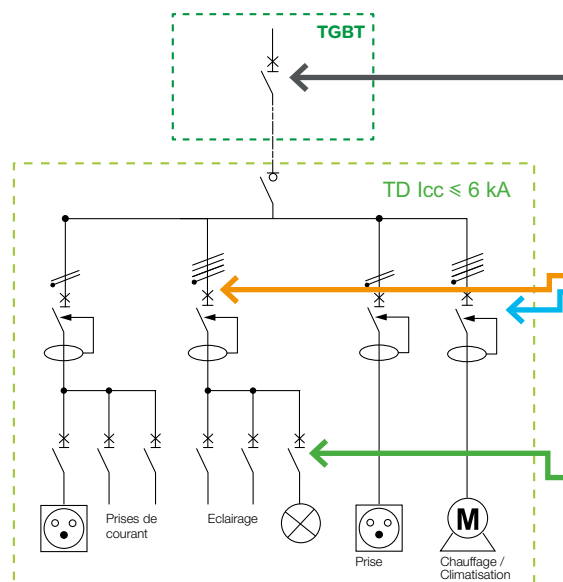 TGBT
TD Icc ⩽ 6 kA
Prises de
courant
Eclairage
Prise
M
Chauffage /
Climatisation